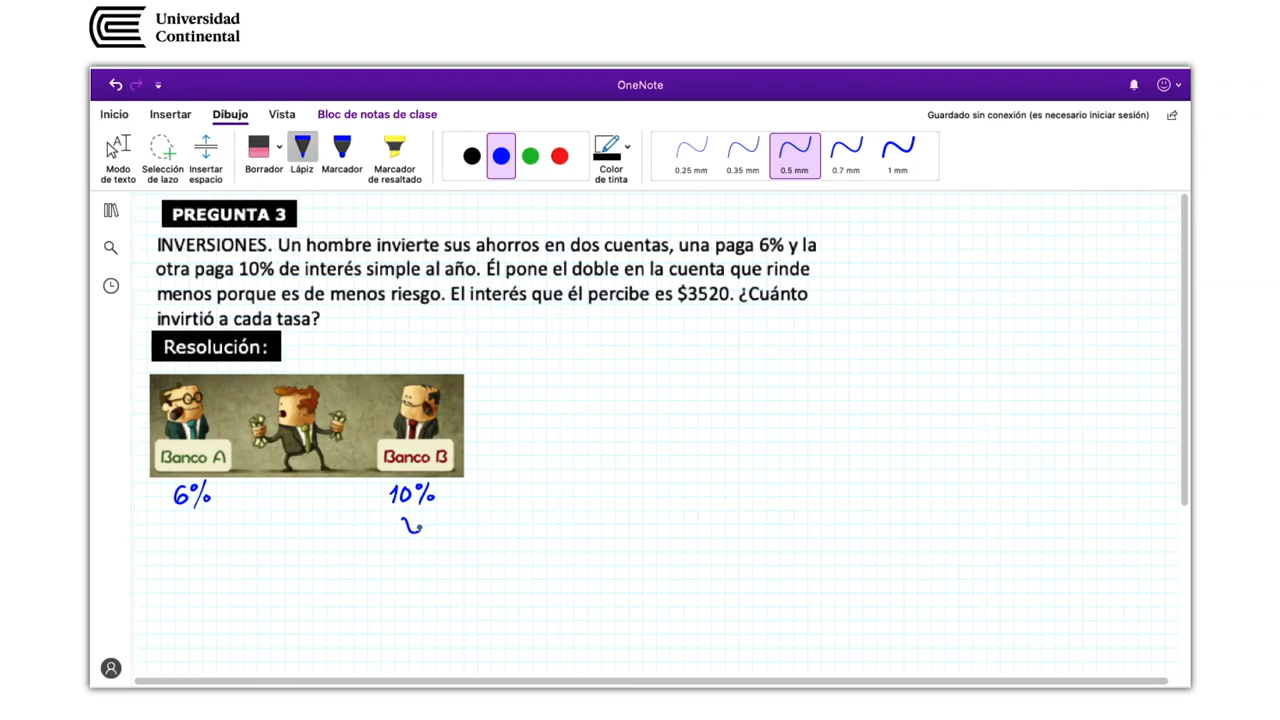 Universidad
Continental
OneNote
Inicio Insertar Dibujo Vista Bloc de notas de clase Guardado sin conexión (es necesario iniciar sesión)
Modo de texto Selección de lazo Insertar espacio Borrador Lápiz Marcador Marcador de resaltado Color de tinta 0.25 mm 0.35 mm 0.5 mm 0.7 mm 1 mm
PREGUNTA 3
INVERSIONES. Un hombre invierte sus ahorros en dos cuentas, una paga 6% y la
otra paga 10% de interés simple al año. Él pone el doble en la cuenta que rinde
menos porque es de menos riesgo. El interés que él percibe es $3520. ¿Cuánto
invirtió a cada tasa?
Resolución:
Banco A Banco B
6% 10%